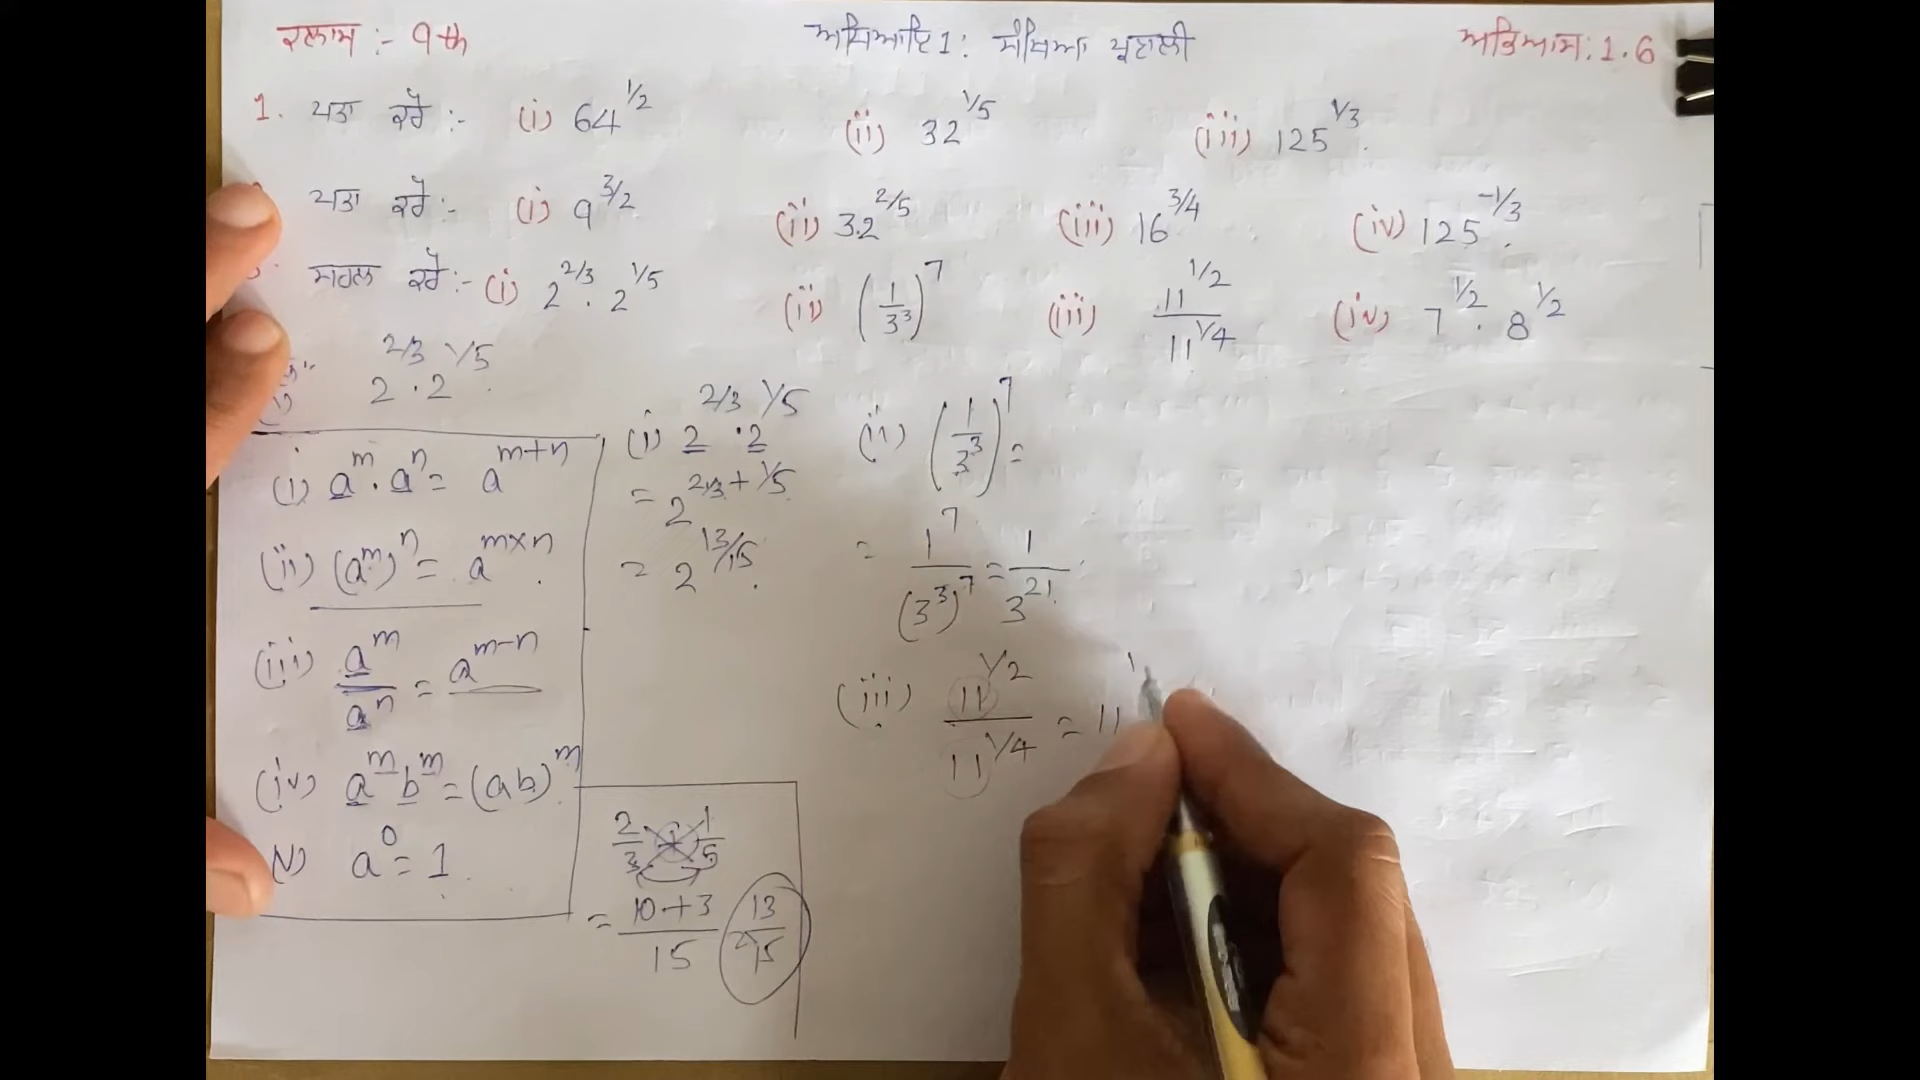 ਕਲਾਸ :- 9th ਅਧਿਆਇ 1: ਸੰਖਿਆ ਪ੍ਰਣਾਲੀ ਅਭਿਆਸ: 1.6
1. ਪਤਾ ਕਰੋ :- (i) 64^{1/2} (ii) 32^{1/5} (iii) 125^{1/3}.
ਪਤਾ ਕਰੋ :- (i) 9^{3/2} (ii) 32^{2/5} (iii) 16^{3/4} (iv) 125^{-1/3}.
ਸਰਲ ਕਰੋ :- (i) 2^{2/3} . 2^{1/5} (ii) (1/3^3)^7 (iii) 11^{1/2} / 11^{1/4} (iv) 7^{1/2} . 8^{1/2}
2^{2/3} . 2^{1/5}
(i) a^m . a^n = a^{m+n}
(ii) (a^m)^n = a^{m×n}.
(iii) a^m / a^n = a^{m-n}
(iv) a^m b^m = (ab)^m
(v) a^0 = 1.
(i) 2^{2/3} . 2^{1/5}
= 2^{2/3 + 1/5}
= 2^{13/15}.
2/3 + 1/5
= 10+3 / 15 13/15
(ii) (1/3^3)^7 =
= 1^7 / (3^3)^7 = 1 / 3^{21}
(iii) 11^{1/2} / 11^{1/4} = 11